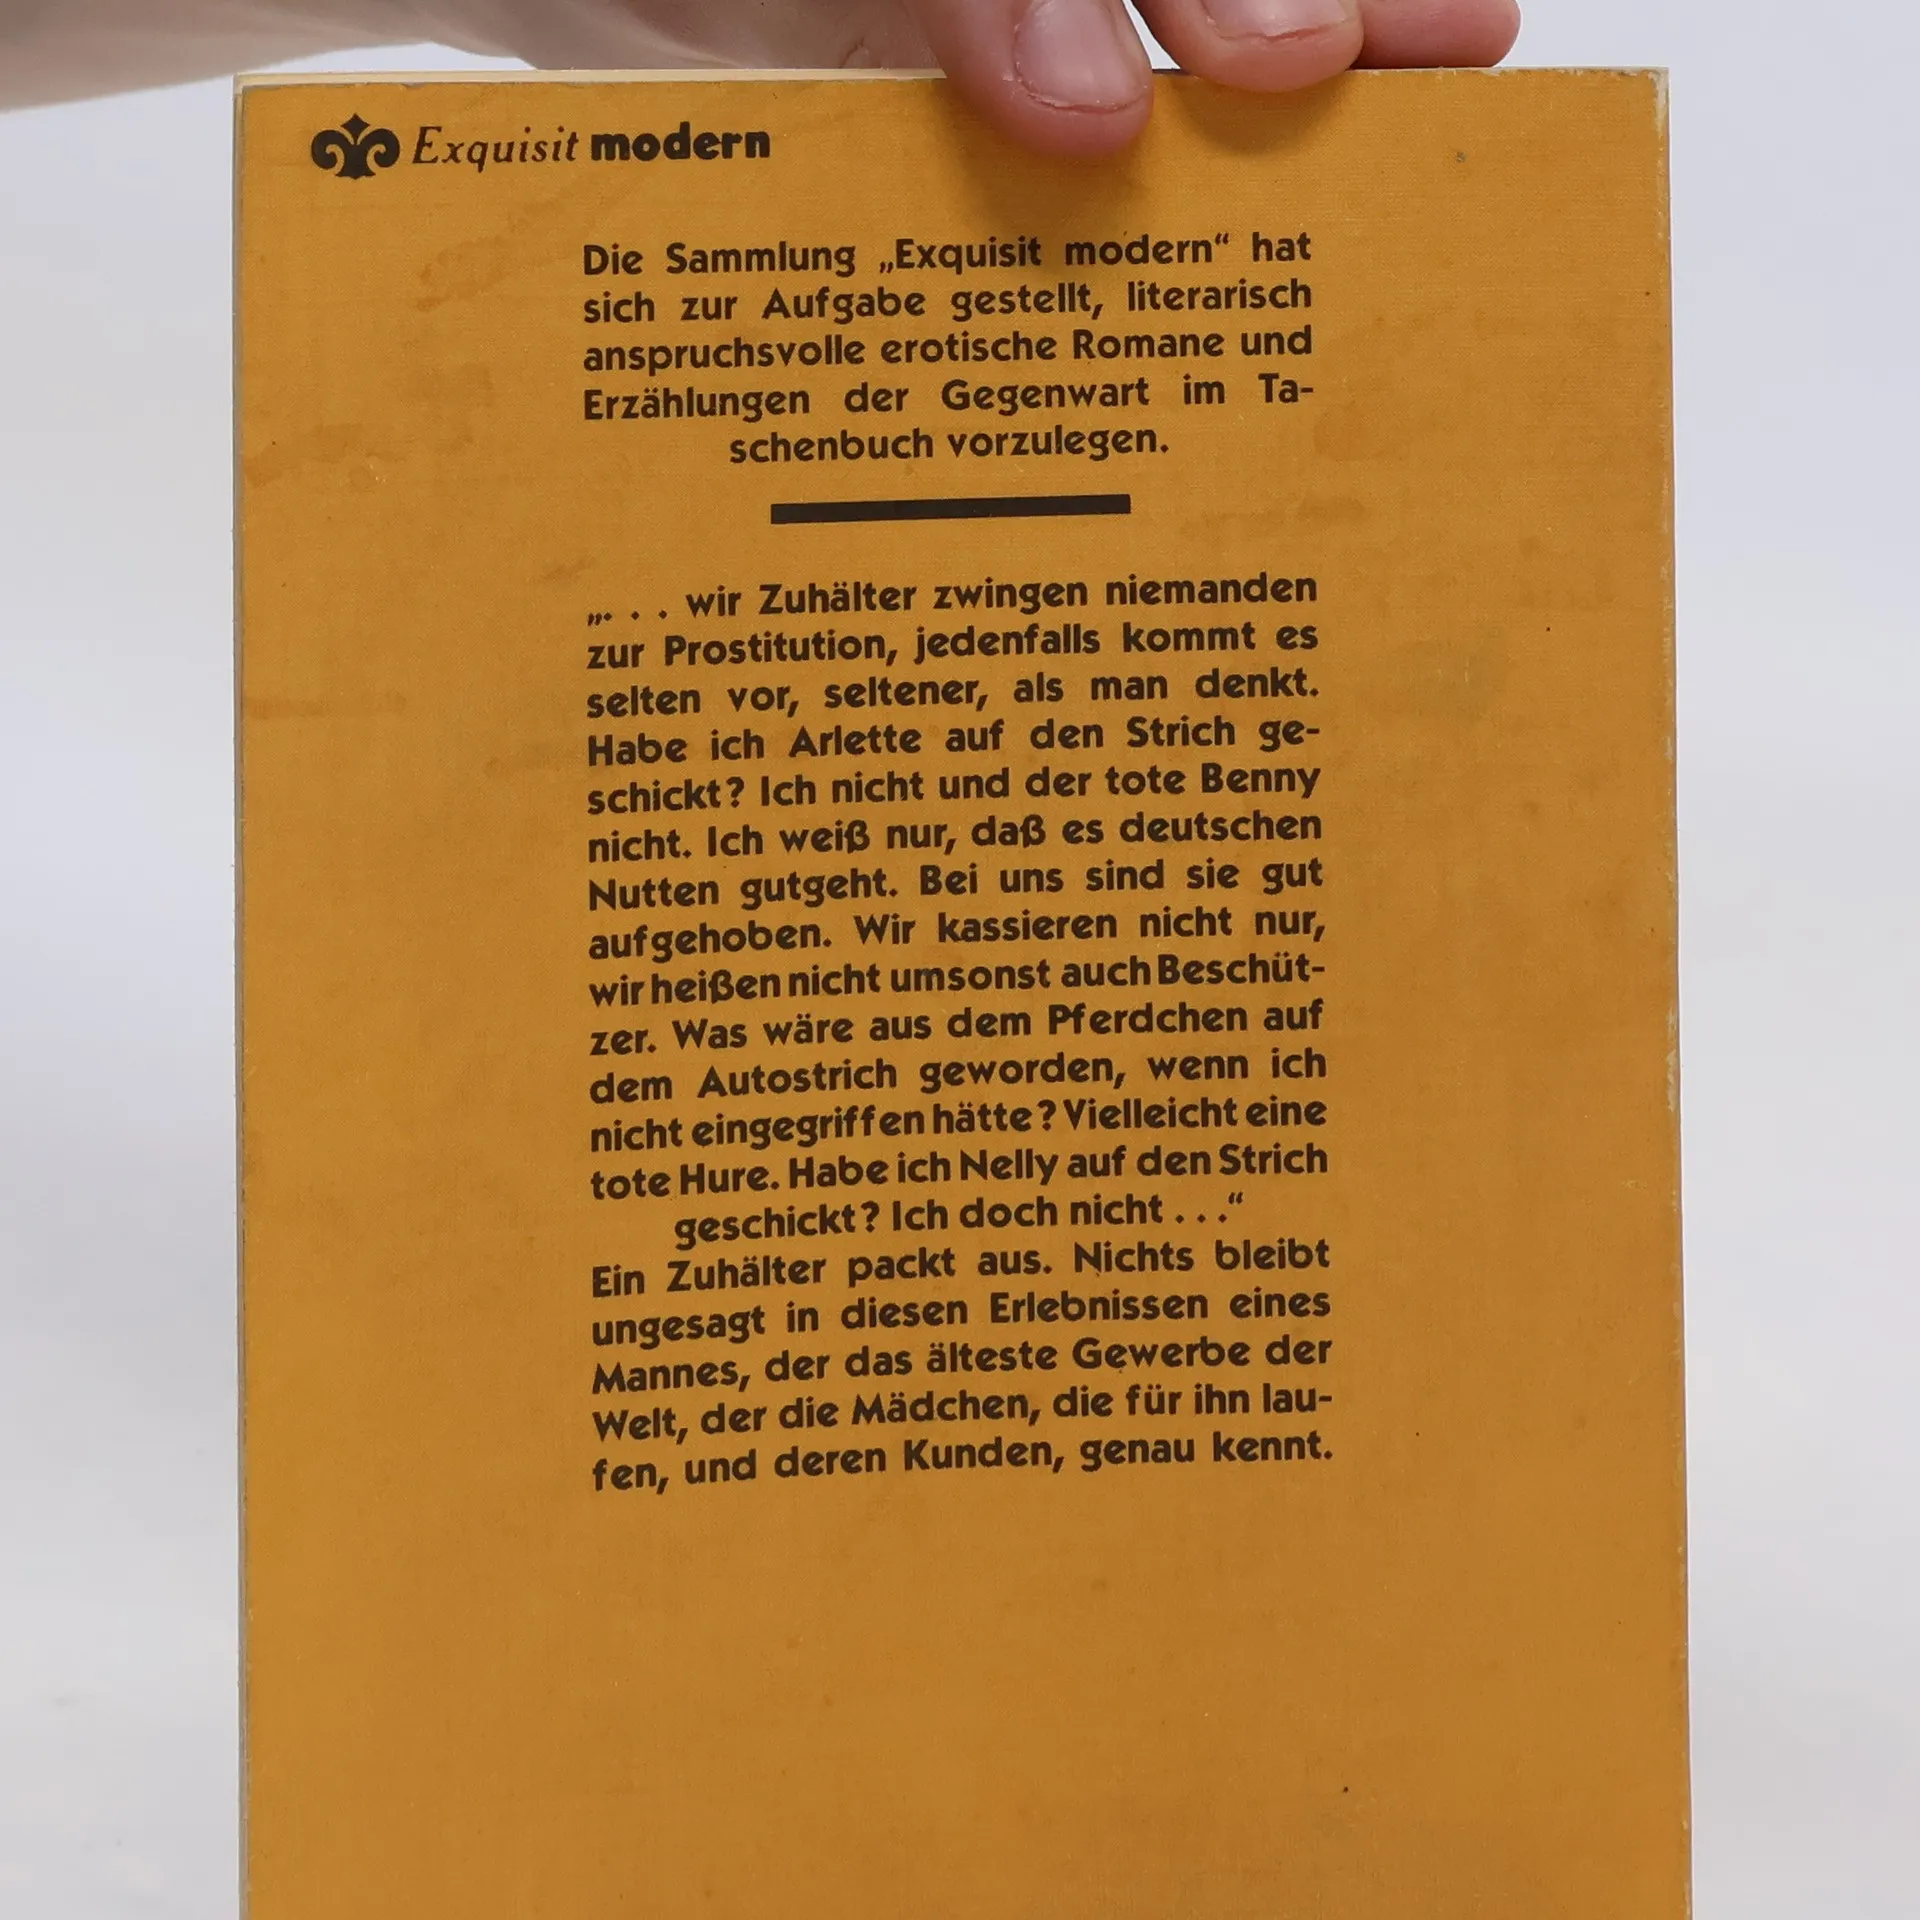 Exquisit modern
Die Sammlung „Exquisit modern“ hat
sich zur Aufgabe gestellt, literarisch
anspruchsvolle erotische Romane und
Erzählungen der Gegenwart im Ta-
schenbuch vorzulegen.
„. . . wir Zuhälter zwingen niemanden
zur Prostitution, jedenfalls kommt es
selten vor, seltener, als man denkt.
Habe ich Arlette auf den Strich ge-
schickt? Ich nicht und der tote Benny
nicht. Ich weiß nur, daß es deutschen
Nutten gutgeht. Bei uns sind sie gut
aufgehoben. Wir kassieren nicht nur,
wir heißen nicht umsonst auch Beschüt-
zer. Was wäre aus dem Pferdchen auf
dem Autostrich geworden, wenn ich
nicht eingegriffen hätte? Vielleicht eine
tote Hure. Habe ich Nelly auf den Strich
geschickt? Ich doch nicht . . .“
Ein Zuhälter packt aus. Nichts bleibt
ungesagt in diesen Erlebnissen eines
Mannes, der das älteste Gewerbe der
Welt, der die Mädchen, die für ihn lau-
fen, und deren Kunden, genau kennt.